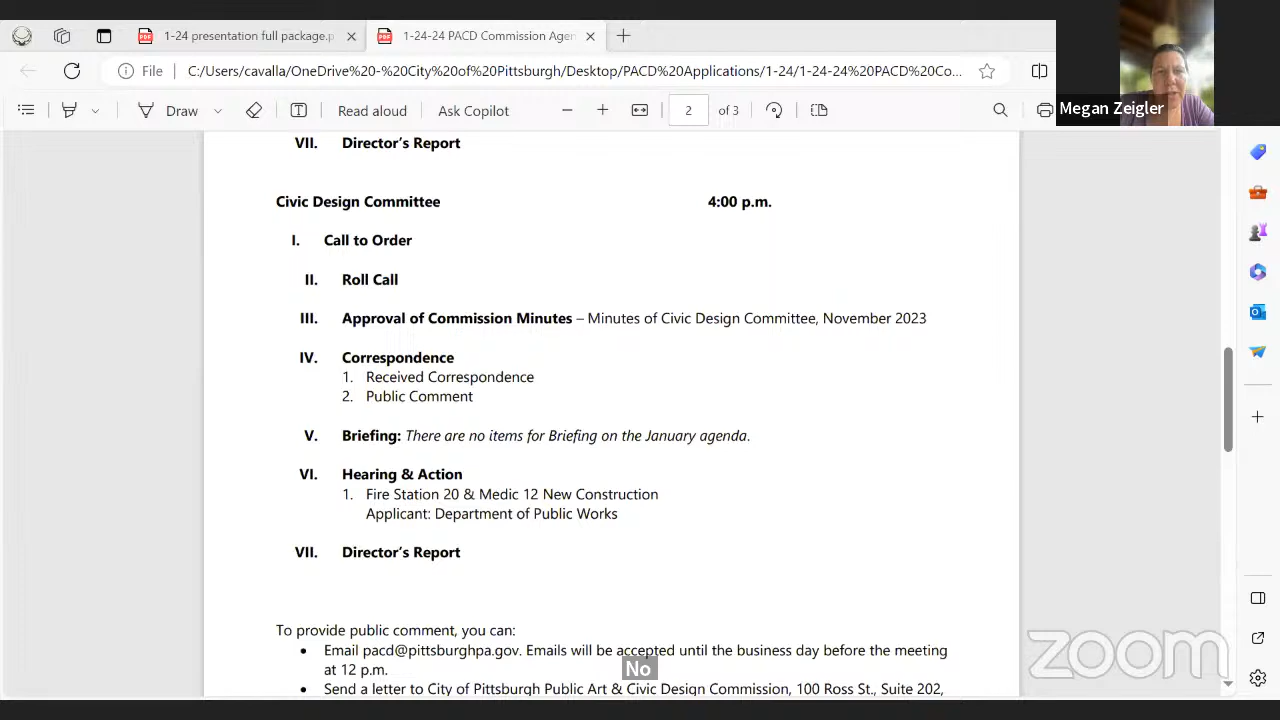 1-24 presentation full package.p
1-24-24 PACD Commission Agen
File
C:/Users/cavalla/OneDrive%20-%20City%20of%20Pittsburgh/Desktop/PACD%20Applications/1-24/1-24-24%20PACD%20Co...
Draw
Read aloud
Ask Copilot
2
of 3
Megan Zeigler
VII. Director's Report
Civic Design Committee 4:00 p.m.
I. Call to Order
II. Roll Call
III. Approval of Commission Minutes – Minutes of Civic Design Committee, November 2023
IV. Correspondence
1. Received Correspondence
2. Public Comment
V. Briefing: There are no items for Briefing on the January agenda.
VI. Hearing & Action
1. Fire Station 20 & Medic 12 New Construction
Applicant: Department of Public Works
VII. Director's Report
To provide public comment, you can:
• Email pacd@pittsburghpa.gov. Emails will be accepted until the business day before the meeting
at 12 p.m.
• Send a letter to City of Pittsburgh Public Art & Civic Design Commission, 100 Ross St., Suite 202,
No
zoom